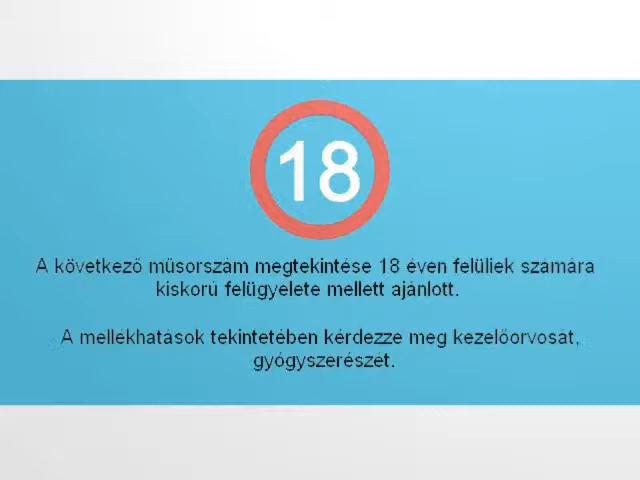 18
A következő műsorszám megtekintése 18 éven felüliek számára
kiskorú felügyelete mellett ajánlott.
A mellékhatások tekintetében kérdezze meg kezelőorvosát,
gyógyszerészét.